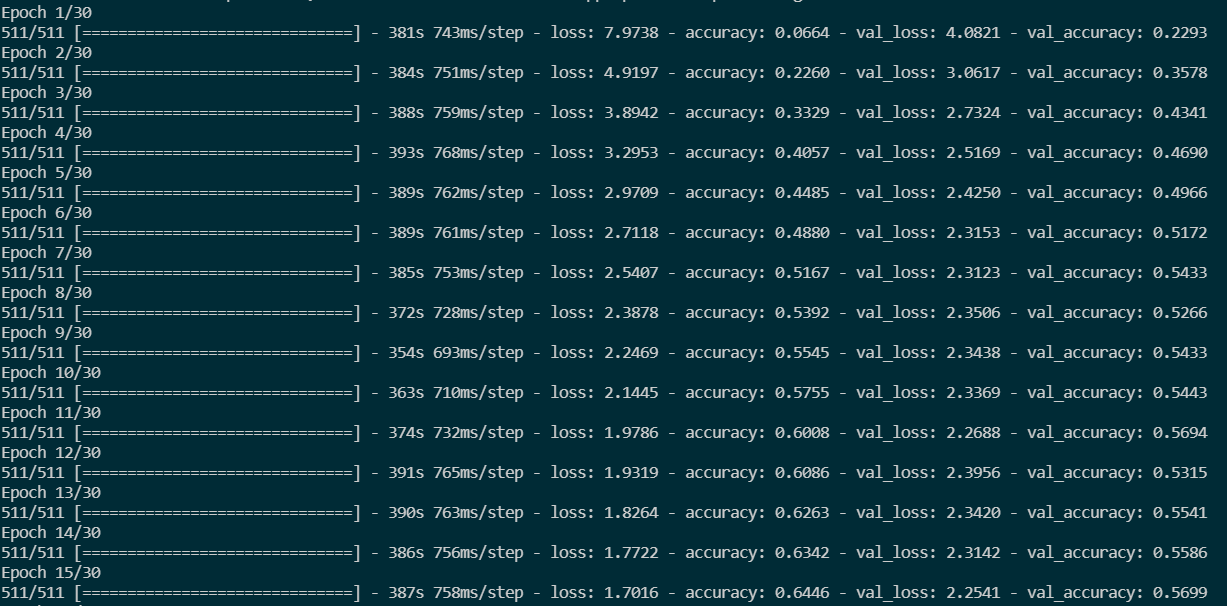 Epoch 1/30
511/511 [==============================] - 381s 743ms/step - loss: 7.9738 - accuracy: 0.0664 - val_loss: 4.0821 - val_accuracy: 0.2293
Epoch 2/30
511/511 [==============================] - 384s 751ms/step - loss: 4.9197 - accuracy: 0.2260 - val_loss: 3.0617 - val_accuracy: 0.3578
Epoch 3/30
511/511 [==============================] - 388s 759ms/step - loss: 3.8942 - accuracy: 0.3329 - val_loss: 2.7324 - val_accuracy: 0.4341
Epoch 4/30
511/511 [==============================] - 393s 768ms/step - loss: 3.2953 - accuracy: 0.4057 - val_loss: 2.5169 - val_accuracy: 0.4690
Epoch 5/30
511/511 [==============================] - 389s 762ms/step - loss: 2.9709 - accuracy: 0.4485 - val_loss: 2.4250 - val_accuracy: 0.4966
Epoch 6/30
511/511 [==============================] - 389s 761ms/step - loss: 2.7118 - accuracy: 0.4880 - val_loss: 2.3153 - val_accuracy: 0.5172
Epoch 7/30
511/511 [==============================] - 385s 753ms/step - loss: 2.5407 - accuracy: 0.5167 - val_loss: 2.3123 - val_accuracy: 0.5433
Epoch 8/30
511/511 [==============================] - 372s 728ms/step - loss: 2.3878 - accuracy: 0.5392 - val_loss: 2.3506 - val_accuracy: 0.5266
Epoch 9/30
511/511 [==============================] - 354s 693ms/step - loss: 2.2469 - accuracy: 0.5545 - val_loss: 2.3438 - val_accuracy: 0.5433
Epoch 10/30
511/511 [==============================] - 363s 710ms/step - loss: 2.1445 - accuracy: 0.5755 - val_loss: 2.3369 - val_accuracy: 0.5443
Epoch 11/30
511/511 [==============================] - 374s 732ms/step - loss: 1.9786 - accuracy: 0.6008 - val_loss: 2.2688 - val_accuracy: 0.5694
Epoch 12/30
511/511 [==============================] - 391s 765ms/step - loss: 1.9319 - accuracy: 0.6086 - val_loss: 2.3956 - val_accuracy: 0.5315
Epoch 13/30
511/511 [==============================] - 390s 763ms/step - loss: 1.8264 - accuracy: 0.6263 - val_loss: 2.3420 - val_accuracy: 0.5541
Epoch 14/30
511/511 [==============================] - 386s 756ms/step - loss: 1.7722 - accuracy: 0.6342 - val_loss: 2.3142 - val_accuracy: 0.5586
Epoch 15/30
511/511 [==============================] - 387s 758ms/step - loss: 1.7016 - accuracy: 0.6446 - val_loss: 2.2541 - val_accuracy: 0.5699